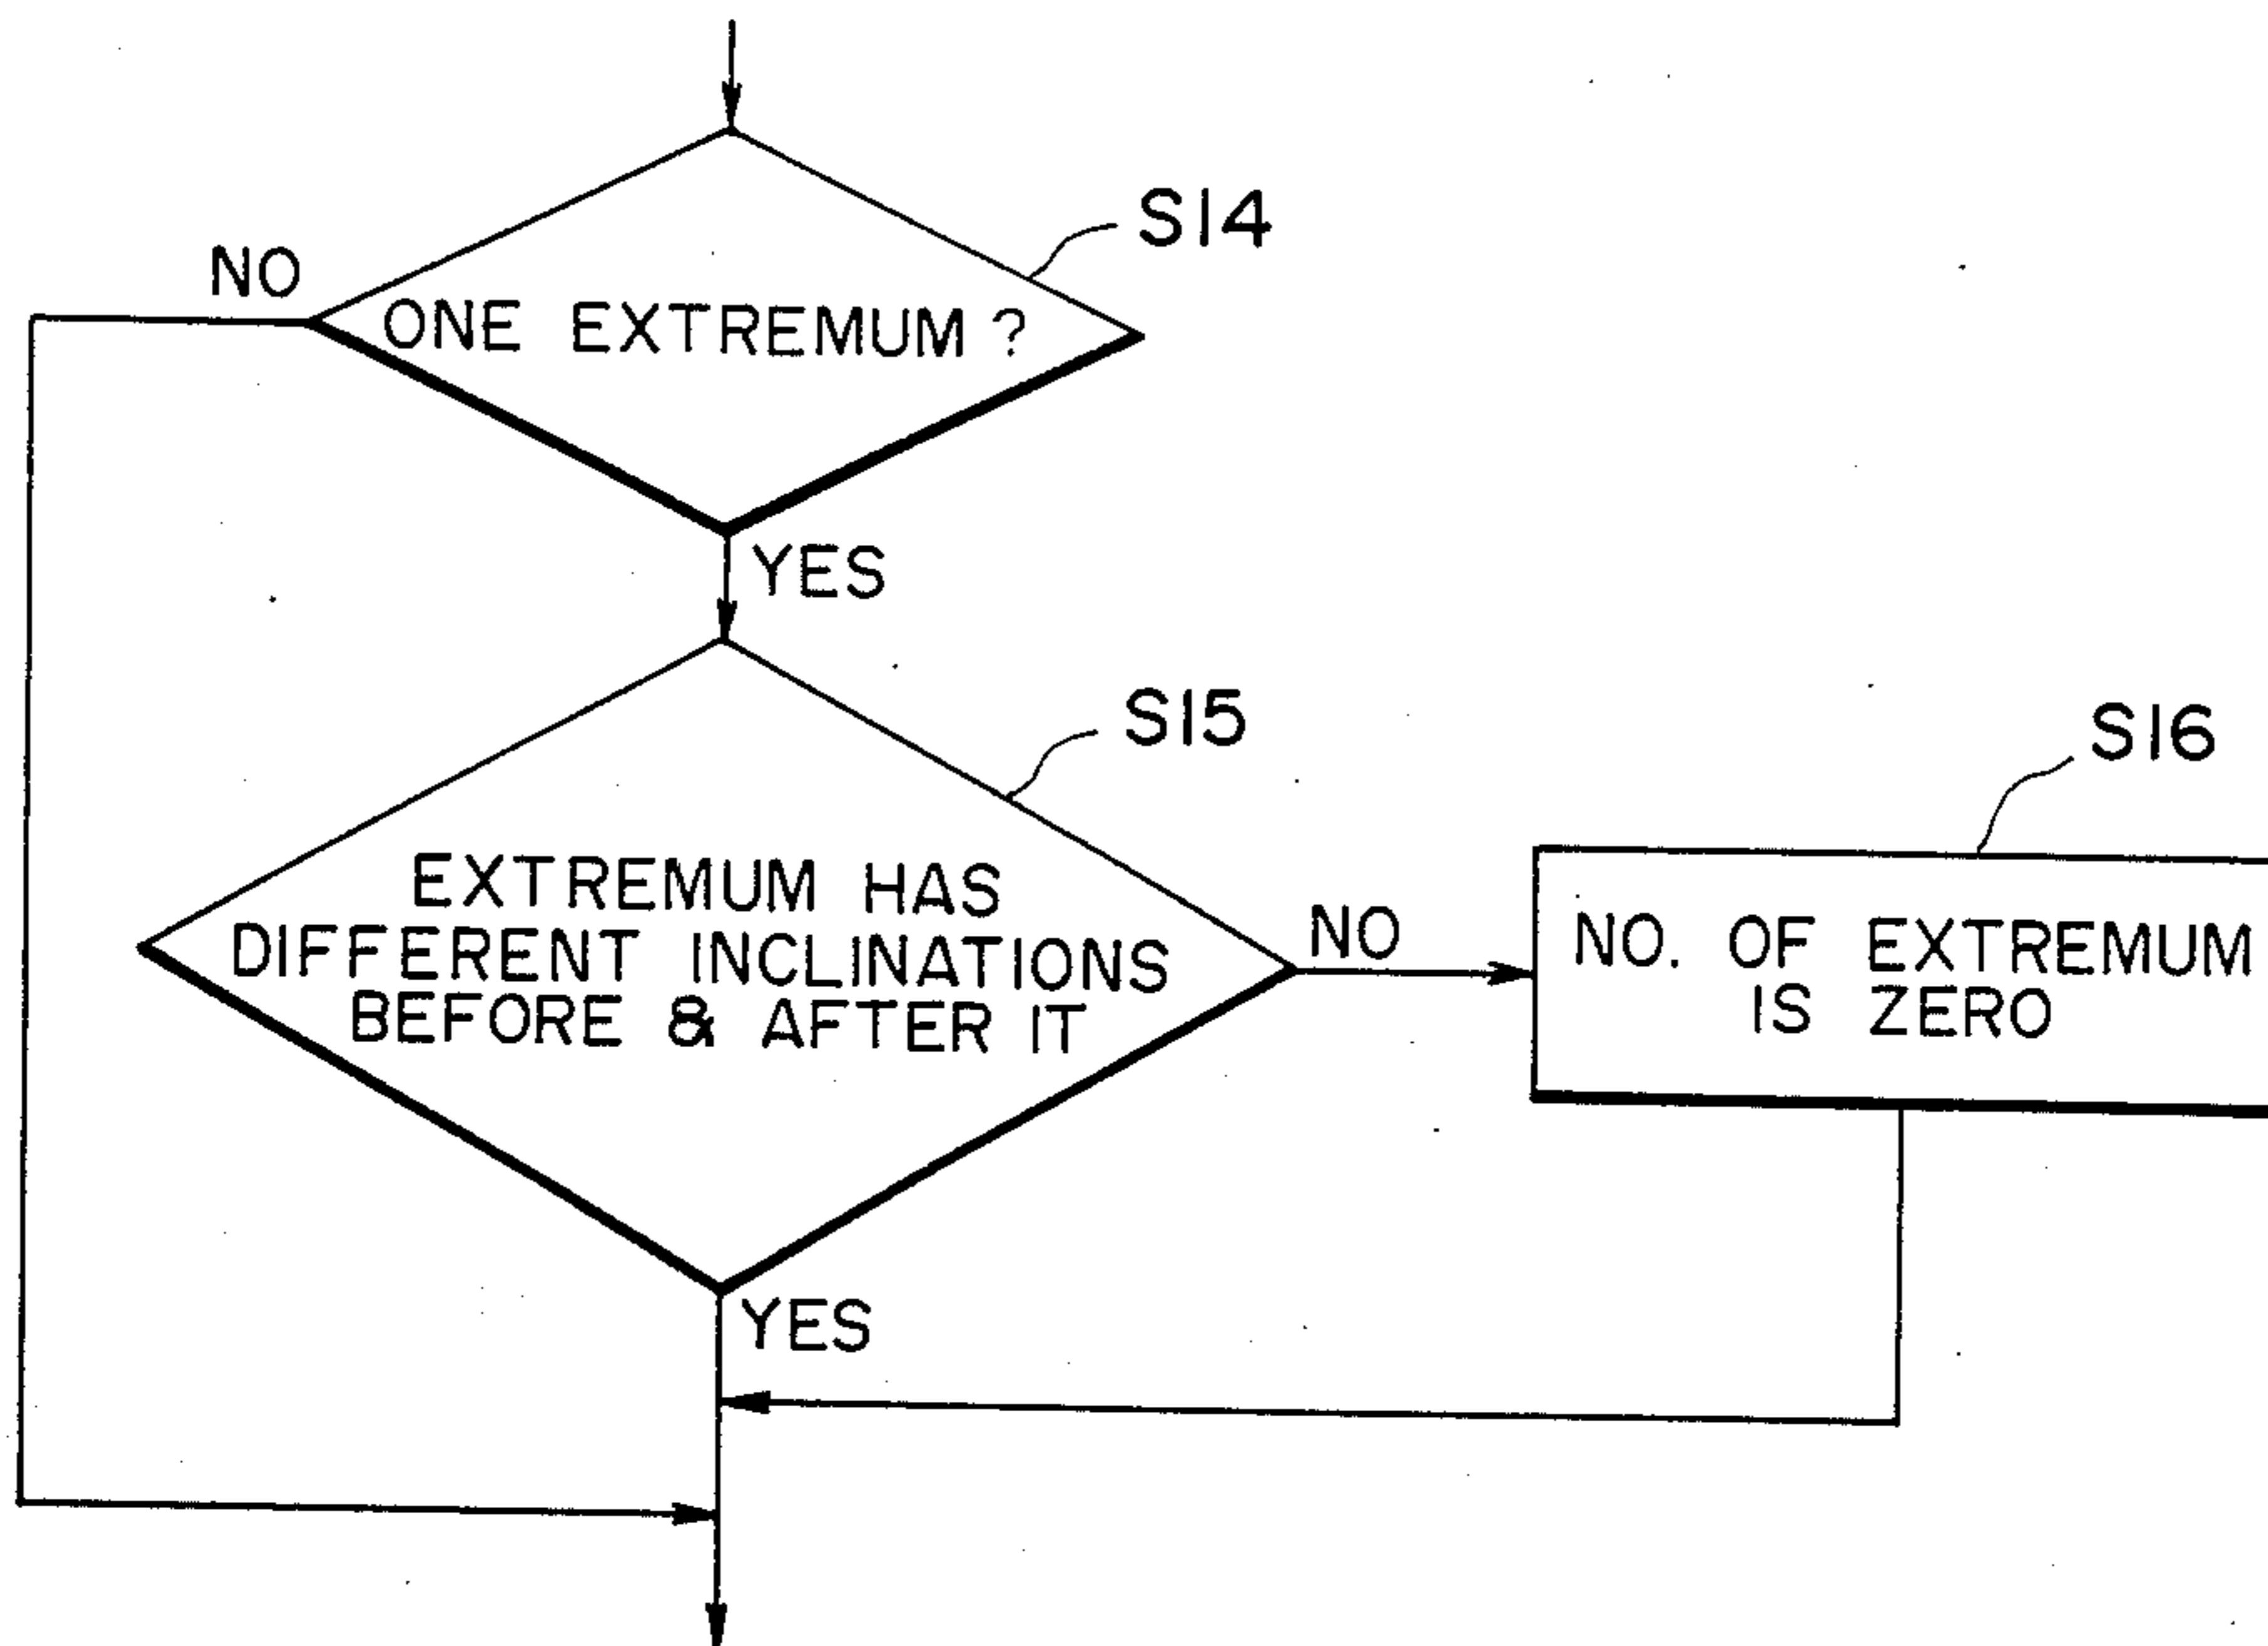 S14
NO
ONE EXTREMUM ?
YES
S15
S16
EXTREMUM HAS
DIFFERENT INCLINATIONS
BEFORE & AFTER IT
NO
NO. OF EXTREMUM
IS ZERO
YES